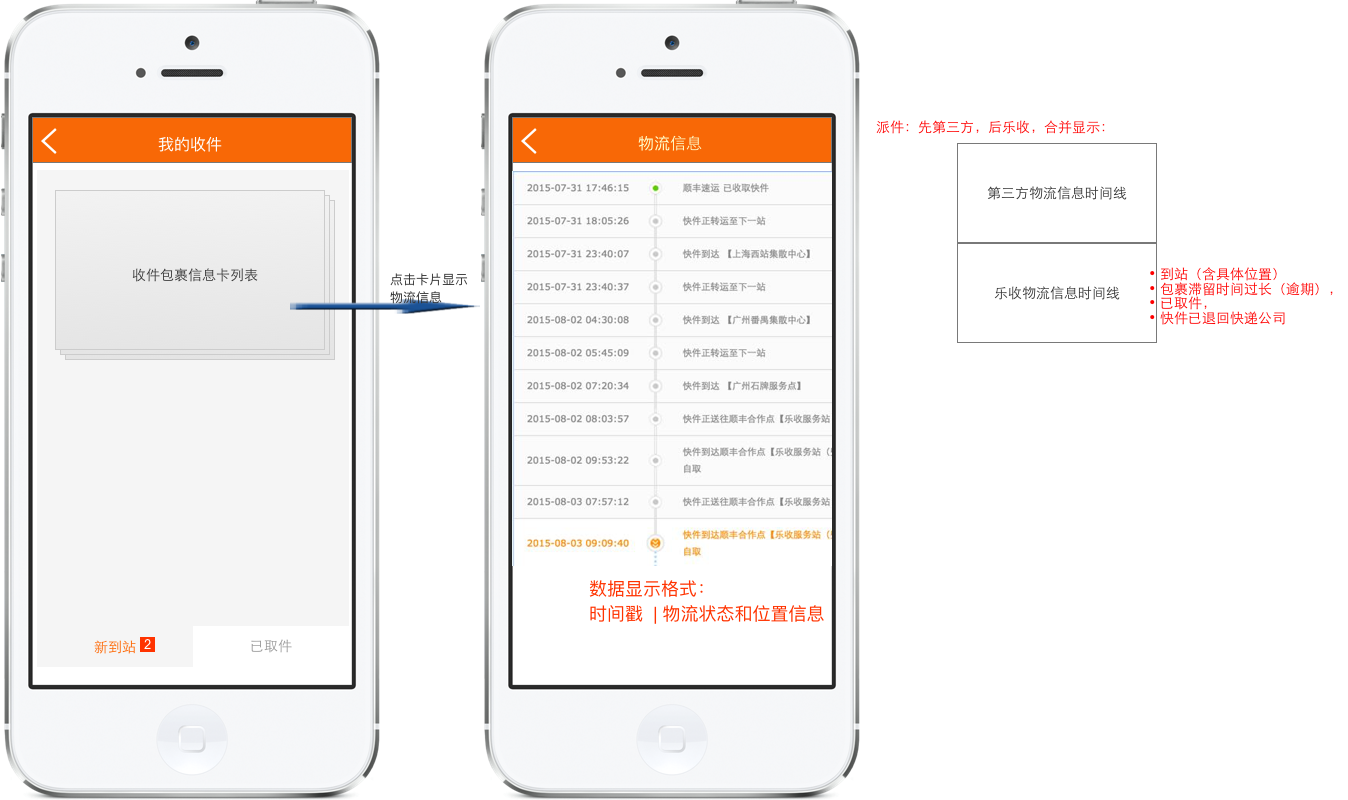 我的收件
收件包裹信息卡列表
新到站 2
已取件
点击卡片显示
物流信息
物流信息
2015-07-31 17:46:15 顺丰速运 已收取快件
2015-07-31 18:05:26 快件正转运至下一站
2015-07-31 23:40:07 快件到达 【上海西站集散中心】
2015-07-31 23:40:37 快件正转运至下一站
2015-08-02 04:30:08 快件到达 【广州番禺集散中心】
2015-08-02 05:45:09 快件正转运至下一站
2015-08-02 07:20:34 快件到达 【广州石牌服务点】
2015-08-02 08:03:57 快件正送往顺丰合作点【乐收服务站
2015-08-02 09:53:22 快件到达顺丰合作点【乐收服务站（
自取
2015-08-03 07:57:12 快件正送往顺丰合作点【乐收服务站
2015-08-03 09:09:40 快件到达顺丰合作点【乐收服务站（
自取
数据显示格式：
时间戳 | 物流状态和位置信息
派件：先第三方，后乐收，合并显示：
第三方物流信息时间线
乐收物流信息时间线
• 到站（含具体位置）
• 包裹滞留时间过长（逾期），
• 已取件，
• 快件已退回快递公司